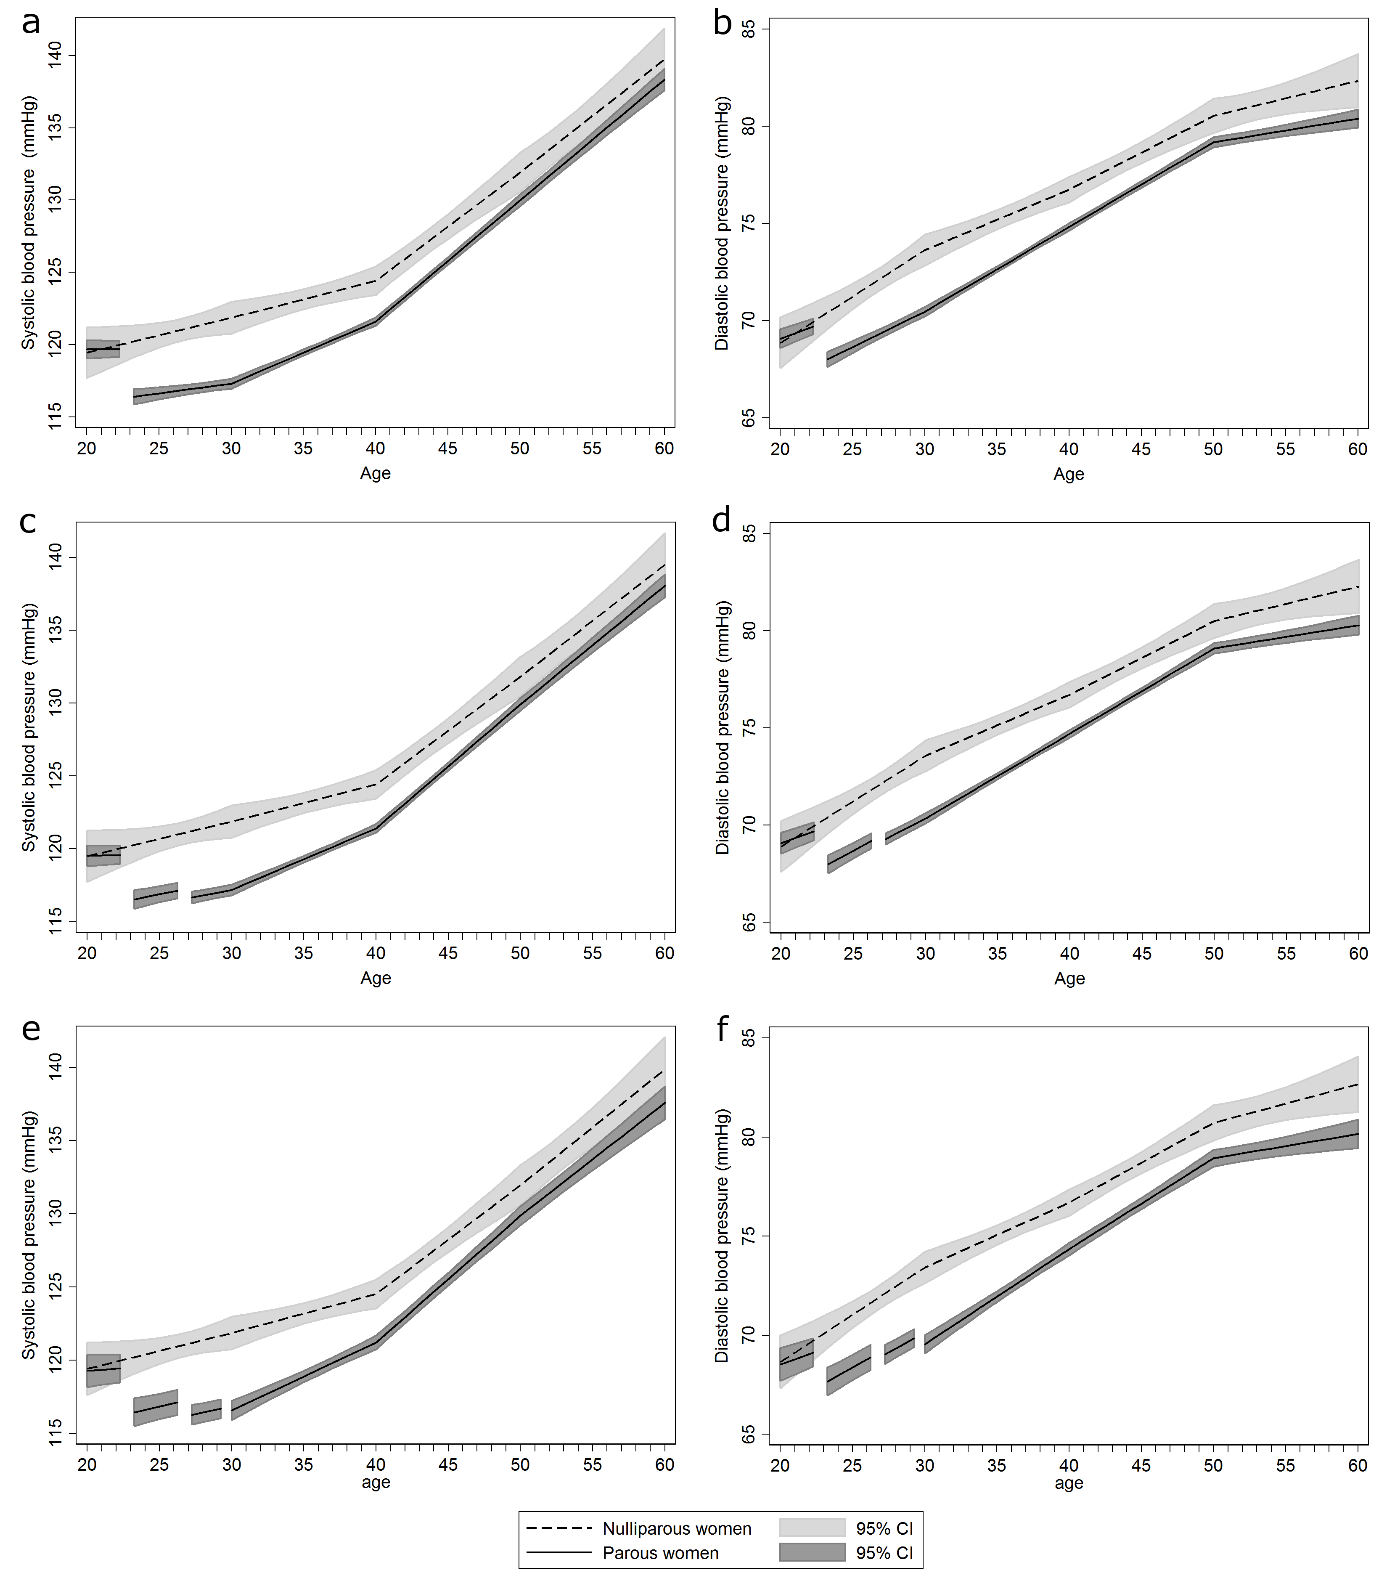 a
Systolic blood pressure (mmHg)
140
135
130
125
120
115
20 25 30 35 40 45 50 55 60
Age
b
Diastolic blood pressure (mmHg)
85
80
75
70
65
20 25 30 35 40 45 50 55 60
Age
c
Systolic blood pressure (mmHg)
140
135
130
125
120
115
20 25 30 35 40 45 50 55 60
Age
d
Diastolic blood pressure (mmHg)
85
80
75
70
65
20 25 30 35 40 45 50 55 60
Age
e
Systolic blood pressure (mmHg)
140
135
130
125
120
115
20 25 30 35 40 45 50 55 60
age
f
Diastolic blood pressure (mmHg)
85
80
75
70
65
20 25 30 35 40 45 50 55 60
age
Nulliparous women 95% CI
Parous women 95% CI